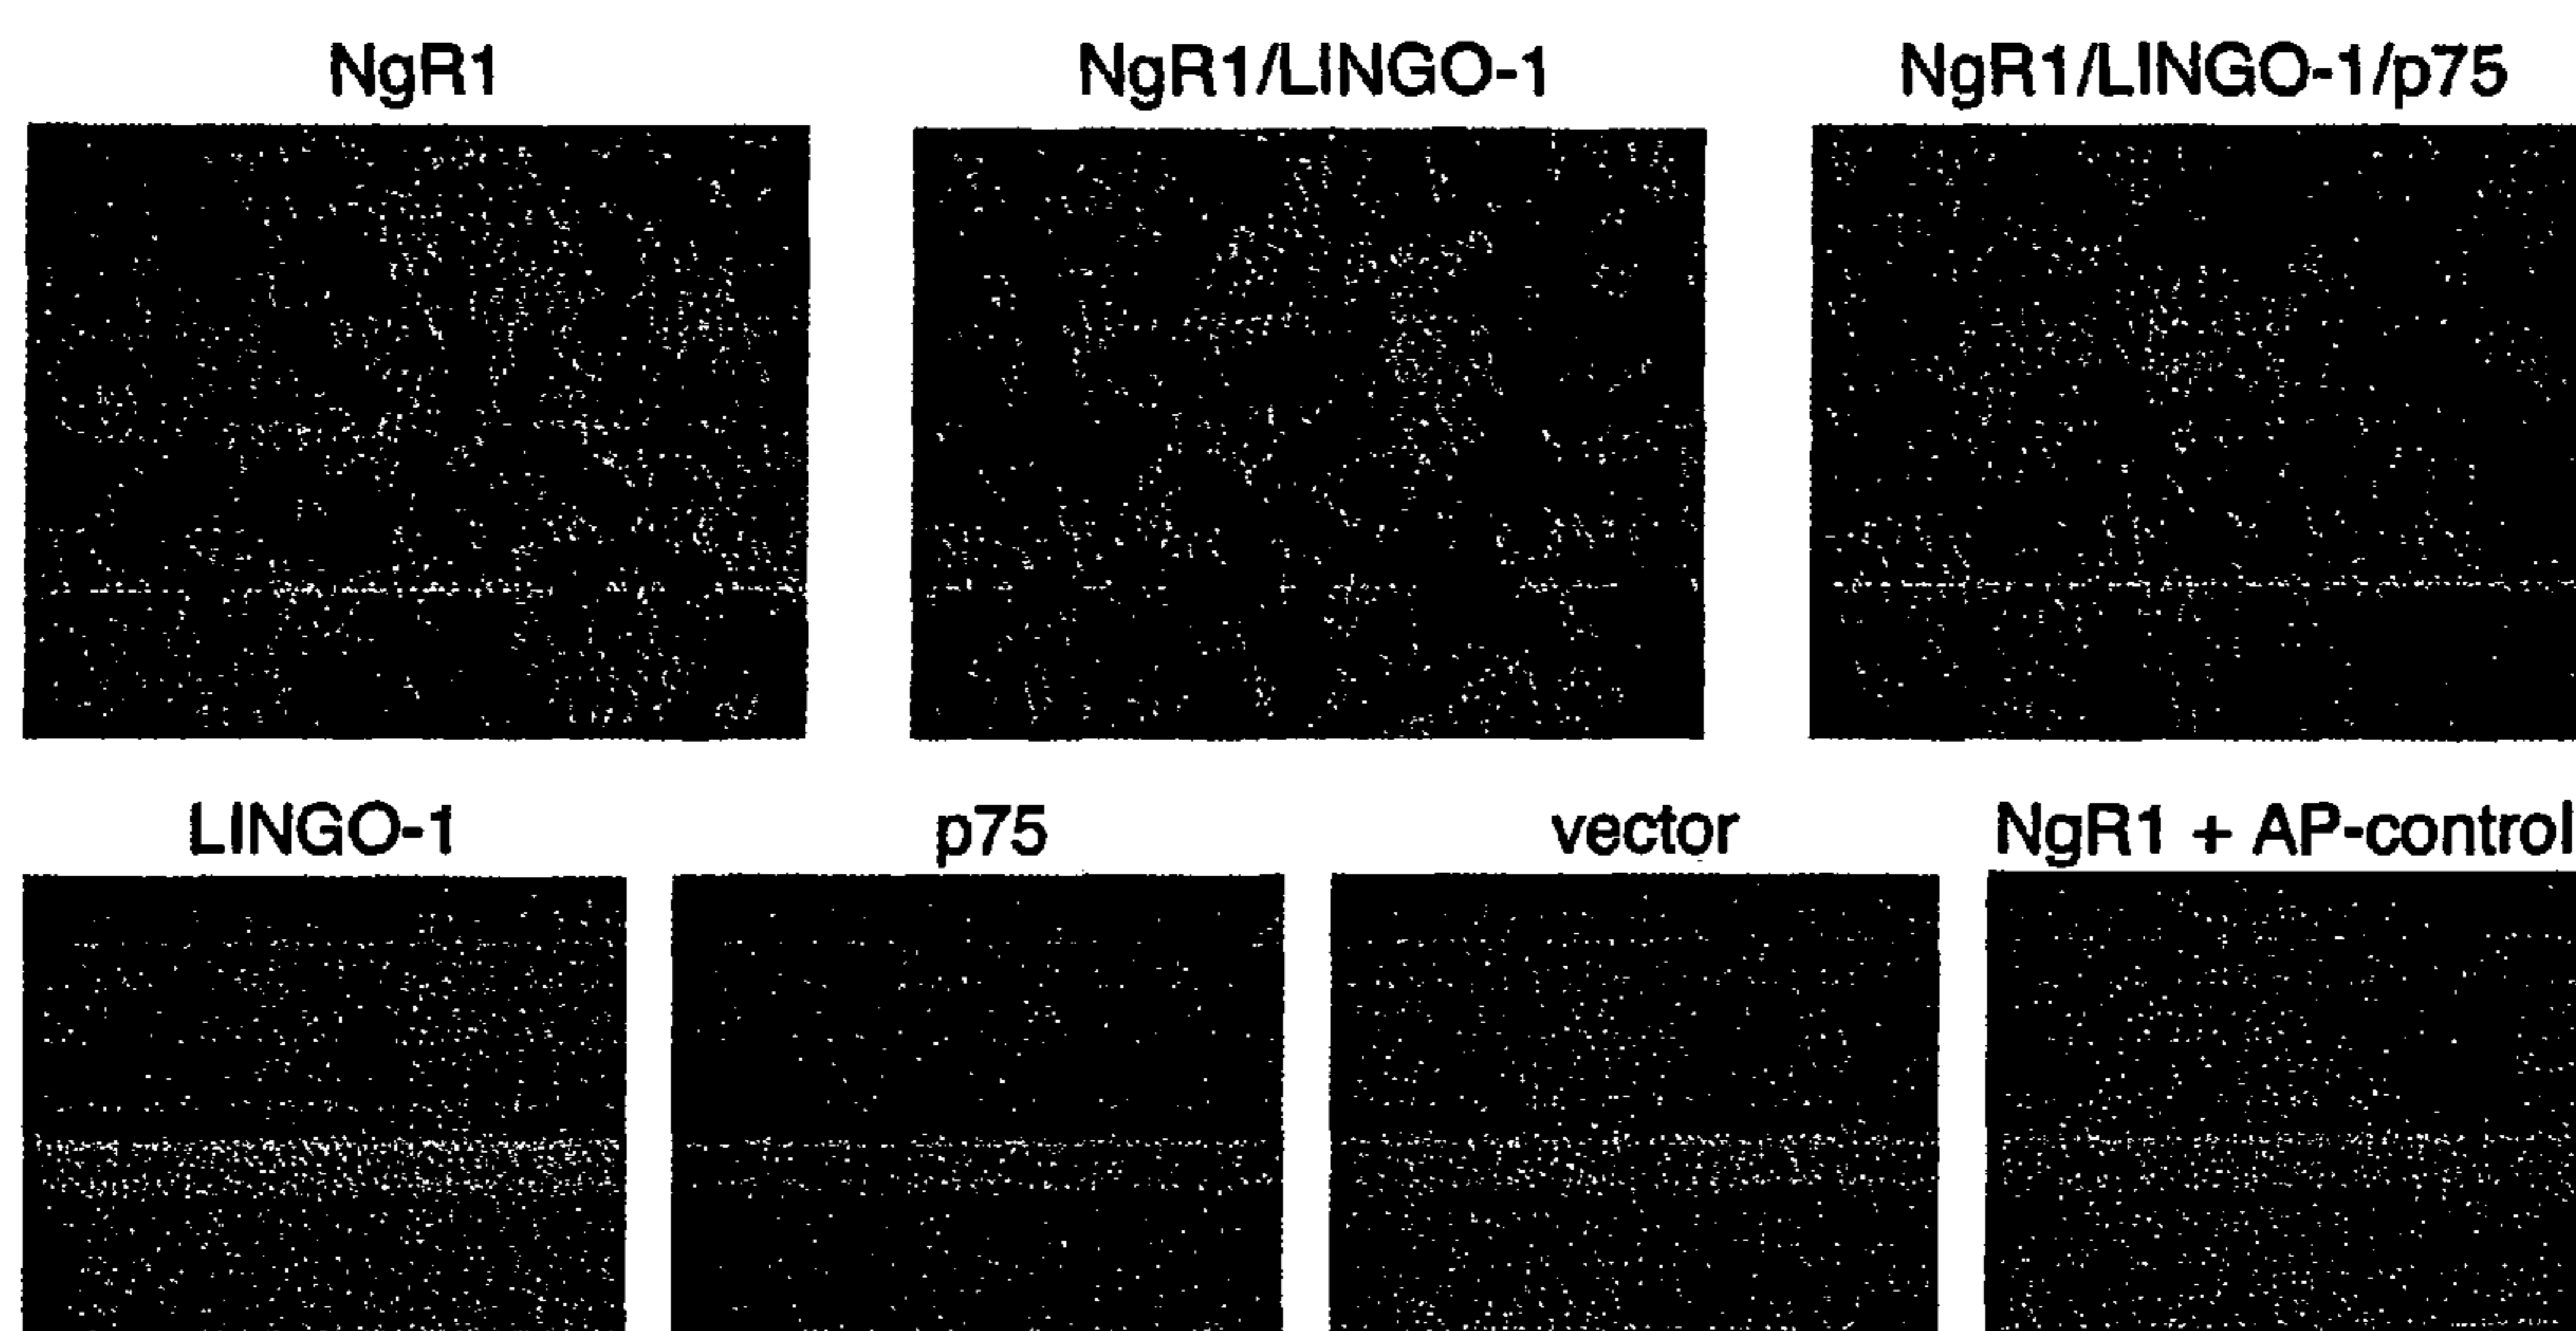 NgR1
NgR1/LINGO-1
NgR1/LINGO-1/p75
LINGO-1
p75
vector
NgR1 + AP-control